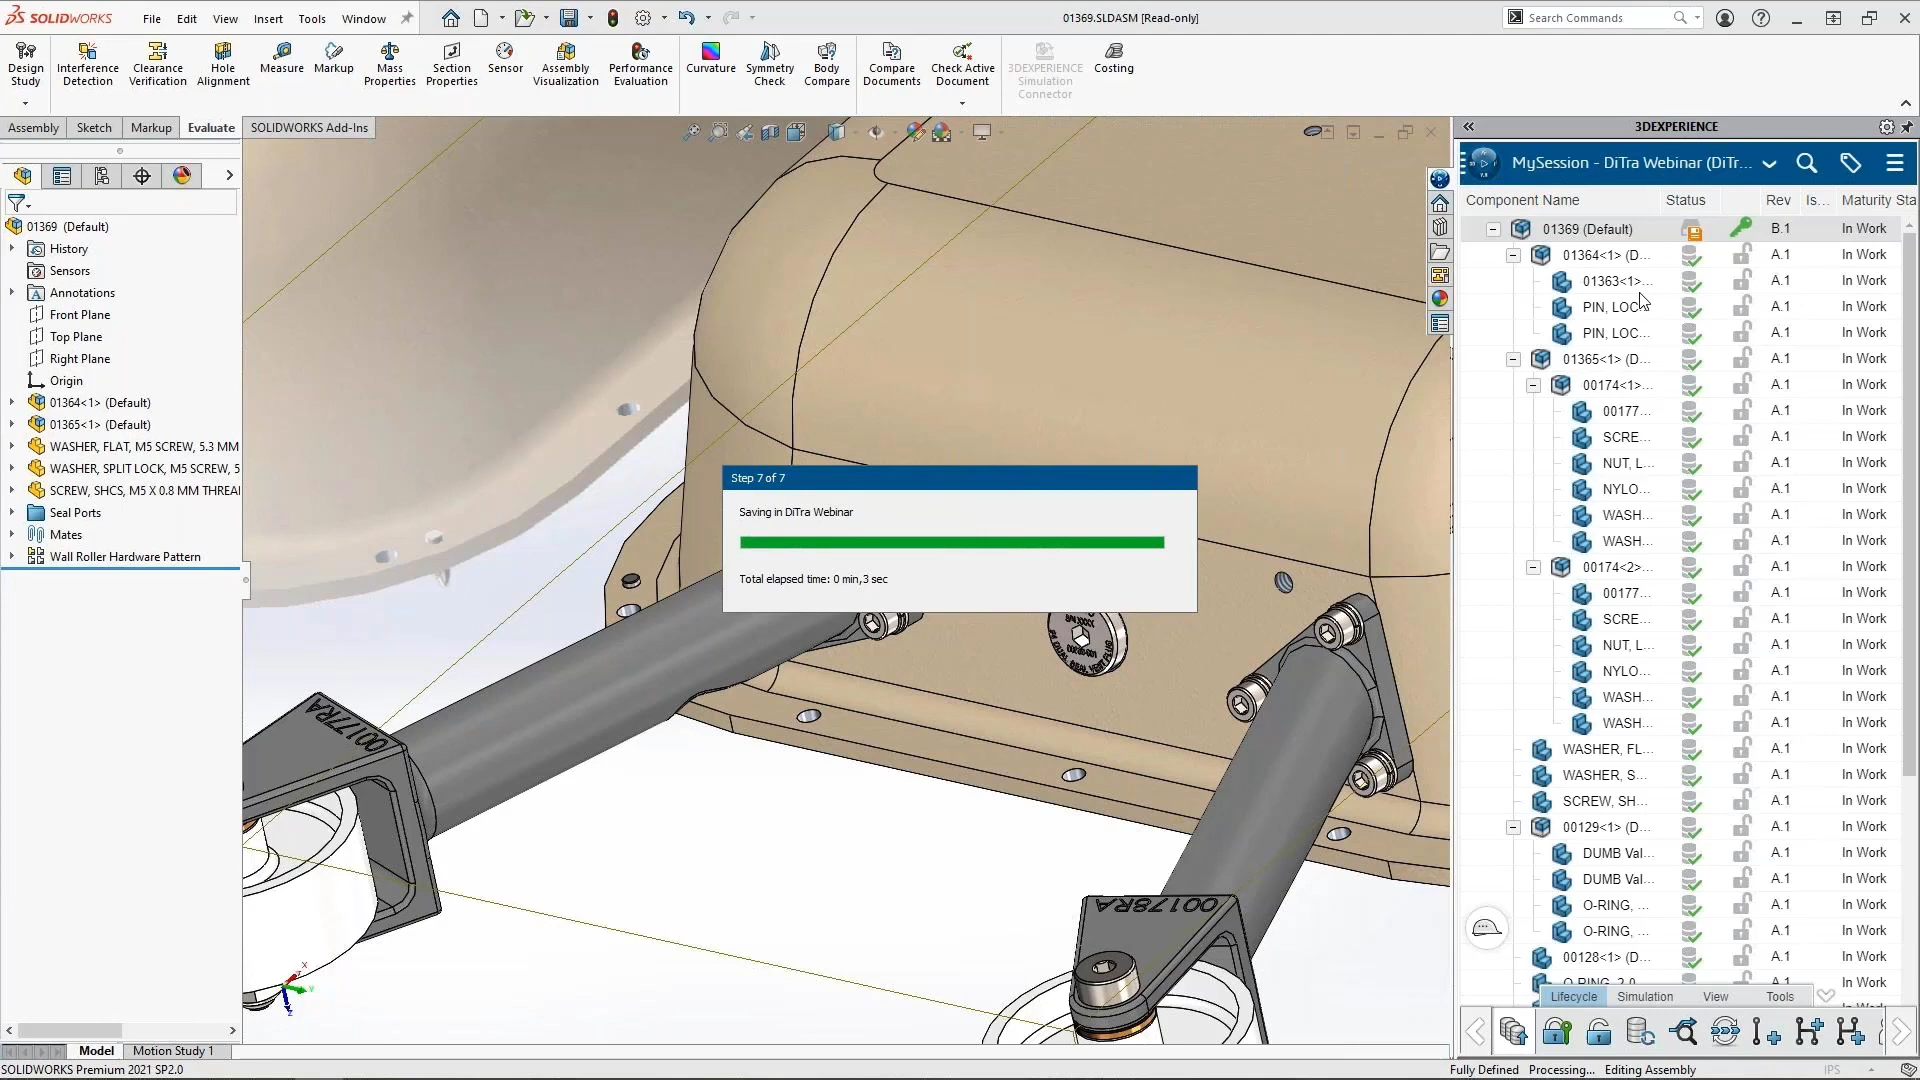 SOLIDWORKS
File Edit View Insert Tools Window
01369.SLDASM [Read-only]
Search Commands
Design Study
Interference Detection
Clearance Verification
Hole Alignment
Measure
Markup
Mass Properties
Section Properties
Sensor
Assembly Visualization
Performance Evaluation
Curvature
Symmetry Check
Body Compare
Compare Documents
Check Active Document
3DEXPERIENCE Simulation Connector
Costing
Assembly Sketch Markup Evaluate SOLIDWORKS Add-Ins
01369 (Default)
History
Sensors
Annotations
Front Plane
Top Plane
Right Plane
Origin
01364<1> (Default)
01365<1> (Default)
WASHER, FLAT, M5 SCREW, 5.3 MM
WASHER, SPLIT LOCK, M5 SCREW, 5
SCREW, SHCS, M5 X 0.8 MM THREA
Seal Ports
Mates
Wall Roller Hardware Pattern
Step 7 of 7
Saving in DiTra Webinar
Total elapsed time: 0 min,3 sec
00177RA
00178RA
X
Y
Z
3DEXPERIENCE
MySession - DiTra Webinar (DiTr...
Component Name Status Rev Is... Maturity Sta
01369 (Default) B.1 In Work
01364<1> (D... A.1 In Work
01363<1>... A.1 In Work
PIN, LOC... A.1 In Work
PIN, LOC... A.1 In Work
01365<1> (D... A.1 In Work
00174<1>... A.1 In Work
00177... A.1 In Work
SCRE... A.1 In Work
NUT, L... A.1 In Work
NYLO... A.1 In Work
WASH... A.1 In Work
WASH... A.1 In Work
00174<2>... A.1 In Work
00177... A.1 In Work
SCRE... A.1 In Work
NUT, L... A.1 In Work
NYLO... A.1 In Work
WASH... A.1 In Work
WASH... A.1 In Work
WASHER, FL... A.1 In Work
WASHER, S... A.1 In Work
SCREW, SH... A.1 In Work
00129<1> (D... A.1 In Work
DUMB Val... A.1 In Work
DUMB Val... A.1 In Work
O-RING, ... A.1 In Work
O-RING, ... A.1 In Work
00128<1> (D... A.1 In Work
O-RING, 2.0... A.1 In Work
Lifecycle Simulation View Tools
Model Motion Study 1
SOLIDWORKS Premium 2021 SP2.0
Fully Defined Processing... Editing Assembly IPS